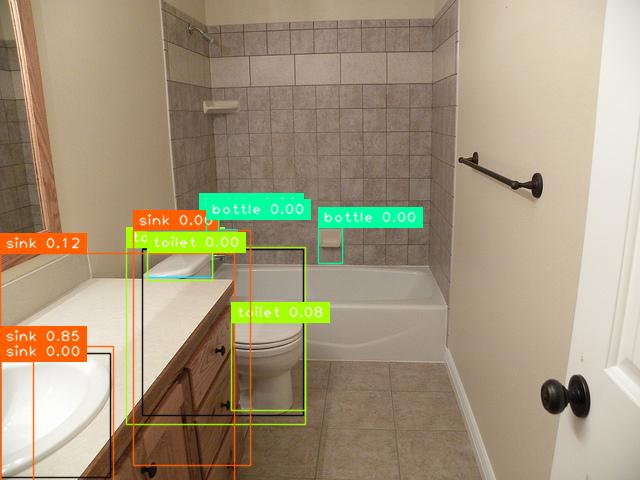 bottle 0.00
bottle 0.00
sink 0.00
toilet 0.00
sink 0.12
toilet 0.08
sink 0.85
sink 0.00